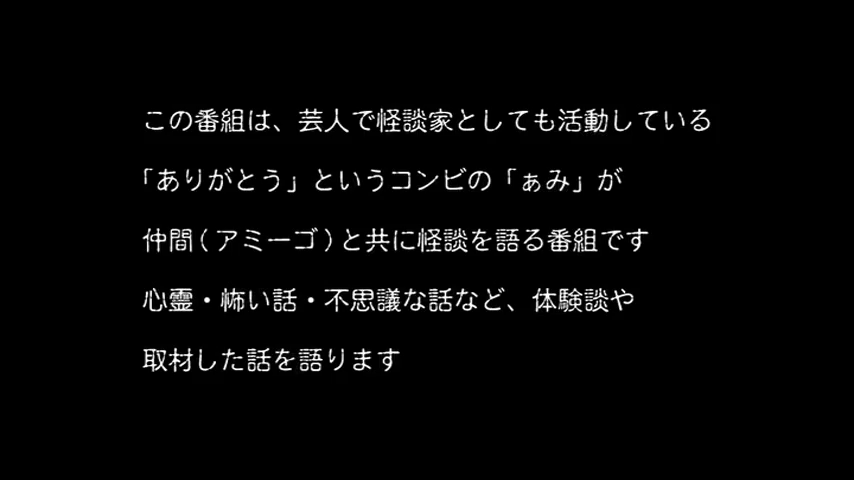 この番組は、芸人で怪談家としても活動している
「ありがとう」というコンビの「ぁみ」が
仲間(アミーゴ)と共に怪談を語る番組です
心霊・怖い話・不思議な話など、体験談や
取材した話を語ります